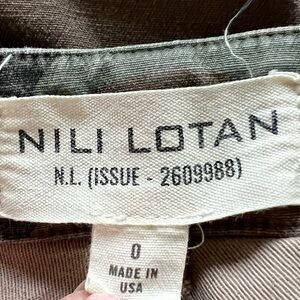 NILI LOTAN
N.L. (ISSUE - 2609988)
0
MADE IN
USA